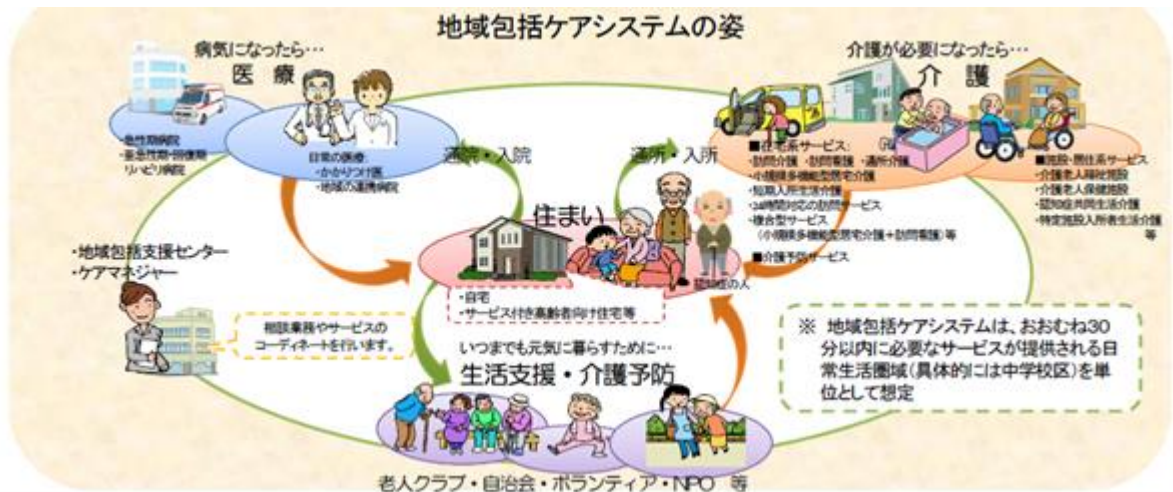 地域包括ケアシステムの姿
病気になったら…
医 療
・急性期病院
・亜急性期・回復期
リハビリ病院
日常の医療:
・かかりつけ医
・地域の連携病院
通院・入院
通所・入所
介護が必要になったら…
介 護
■在宅系サービス:
・訪問介護 ・訪問看護 ・通所介護
・小規模多機能型居宅介護
・短期入所生活介護
・24時間対応の訪問サービス
・複合型サービス
(小規模多機能型居宅介護+訪問看護)等
■介護予防サービス
■施設・居住系サービス
・介護老人福祉施設
・介護老人保健施設
・認知症共同生活介護
・特定施設入所者生活介護
等
住まい
認知症の人
・自宅
・サービス付き高齢者向け住宅等
・地域包括支援センター
・ケアマネジャー
相談業務やサービスの
コーディネートを行います。
いつまでも元気に暮らすために…
生活支援・介護予防
老人クラブ・自治会・ボランティア・NPO 等
※ 地域包括ケアシステムは、おおむね30
分以内に必要なサービスが提供される日
常生活圏域(具体的には中学校区)を単
位として想定